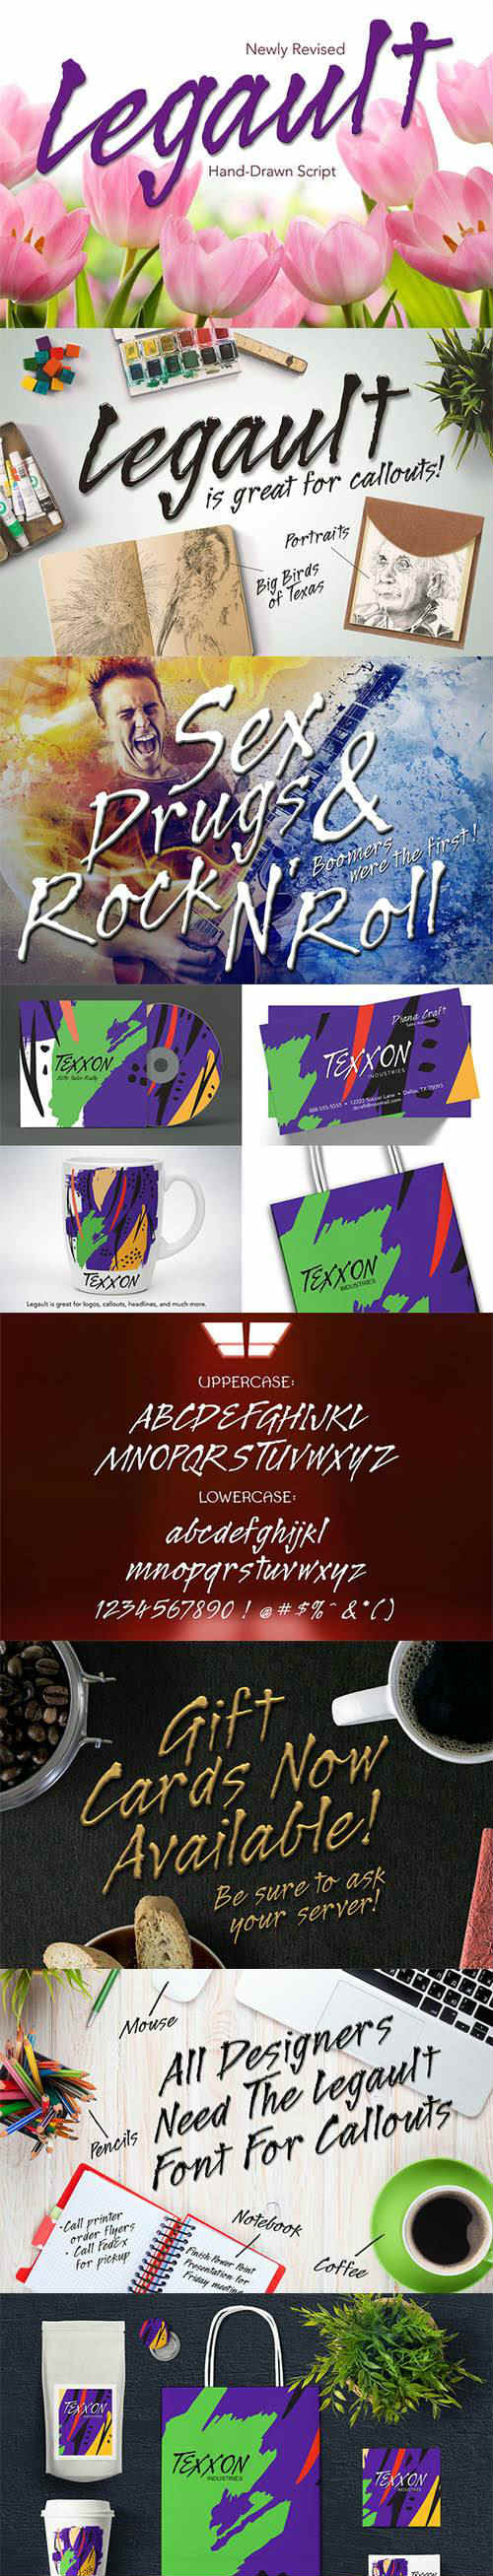 Newly Revised
Legault
Hand-Drawn Script
Legault
is great for callouts!
Portraits
Big Birds
of Texas
Sex
Drugs &
Rock N' Roll
Boomers
were the first!
TEXXON
Diana Craft
TEXXON
INDUSTRIES
TEXXON
TEXXON
INDUSTRIES
Legault is great for logos, callouts, headlines, and much more.
UPPERCASE:
ABCDEFGHIJKL
MNOPQRSTUVWXYZ
LOWERCASE:
abcdefghijkl
mnopqrstuvwxyz
1234567890 ! @ # $ % ^ & * ( )
Gift
Cards Now
Available!
Be sure to ask
your server!
Mouse
All Designers
Need The Legault
Font For Callouts
Pencils
•Call printer
order flyers
• Call FedEx
for pickup
Notebook
Finish Power Point
Presentation for
Friday meeting
Coffee
TEXXON
TEXXON
INDUSTRIES
TEXXON
INDUSTRIES